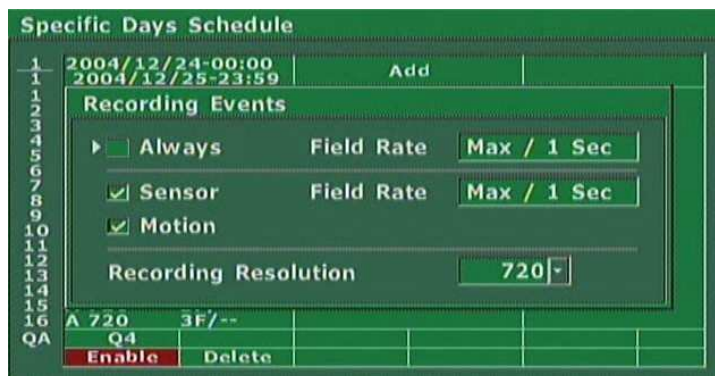 Specific Days Schedule
1 2004/12/24-00:00 Add
1 2004/12/25-23:59
1
2
3
4
5
6
7
8
9
10
11
12
13
14
15
16 A 720 3F/--
QA Q4
Enable Delete
Recording Events
Always Field Rate Max / 1 Sec
Sensor Field Rate Max / 1 Sec
Motion
Recording Resolution 720